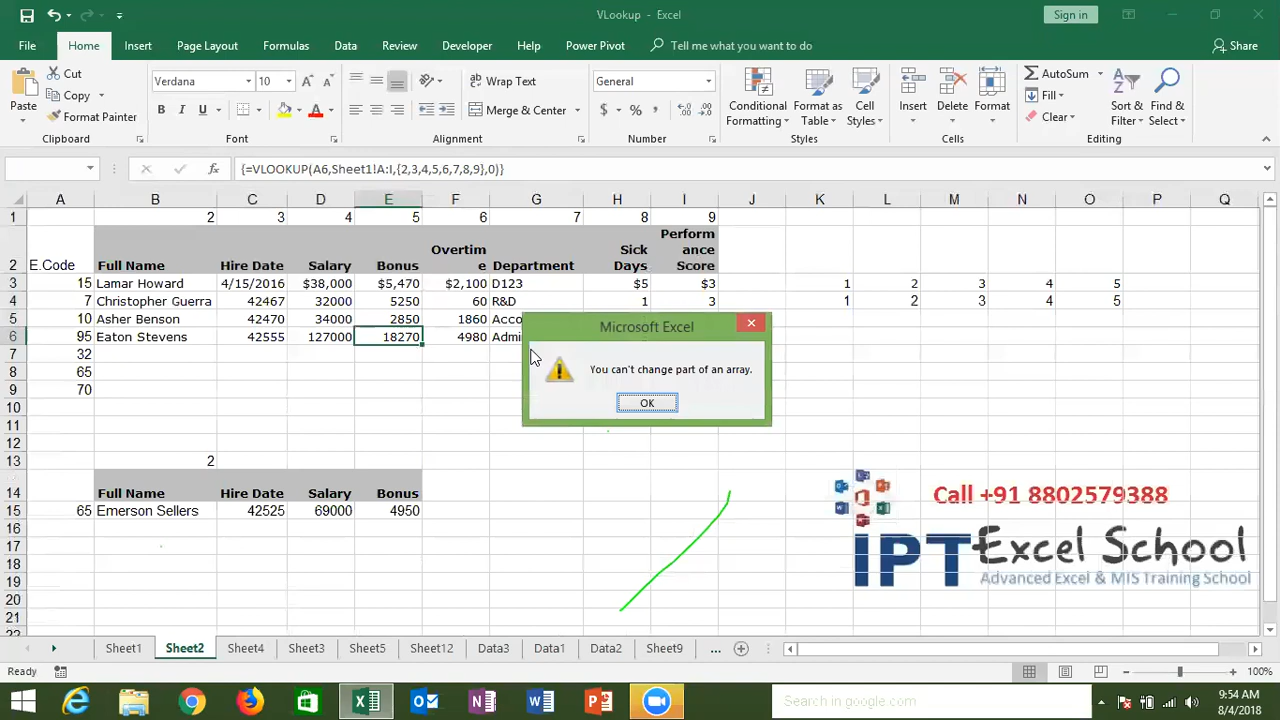 VLookup - Excel
Sign in
File Home Insert Page Layout Formulas Data Review View Developer Help Power Pivot Tell me what you want to do Share
Paste Cut Copy Format Painter
Verdana 10
B I U
Wrap Text
Merge & Center
General
$ % ,
Conditional Formatting
Format as Table
Cell Styles
Insert Delete Format
AutoSum Fill Clear
Sort & Filter
Find & Select
Clipboard Font Alignment Number Styles Cells Editing
fx {=VLOOKUP(A6,Sheet1!A:I,{2,3,4,5,6,7,8,9},0)}
A B C D E F G H I J K L M N O P Q
1 2 3 4 5 6 7 8 9
2 E.Code Full Name Hire Date Salary Bonus Overtime Department Sick Days Performance Score
3 15 Lamar Howard 4/15/2016 $38,000 $5,470 $2,100 D123 $5 $3 1 2 3 4 5
4 7 Christopher Guerra 42467 32000 5250 60 R&D 1 3 1 2 3 4 5
5 10 Asher Benson 42470 34000 2850 1860 Acco
6 95 Eaton Stevens 42555 127000 18270 4980 Admi
7 32
8 65
9 70
10
11
12
13 2
14 Full Name Hire Date Salary Bonus
15 65 Emerson Sellers 42525 69000 4950
16
17
18
19
20
21
22
Microsoft Excel
You can't change part of an array.
OK
Call +91 8802579388
IPT Excel School
Advanced Excel & MIS Training School
Sheet1 Sheet2 Sheet4 Sheet3 Sheet5 Sheet12 Data3 Data1 Data2 Sheet9 ...
Ready
100%
Search in google.com
9:54 AM
8/4/2018